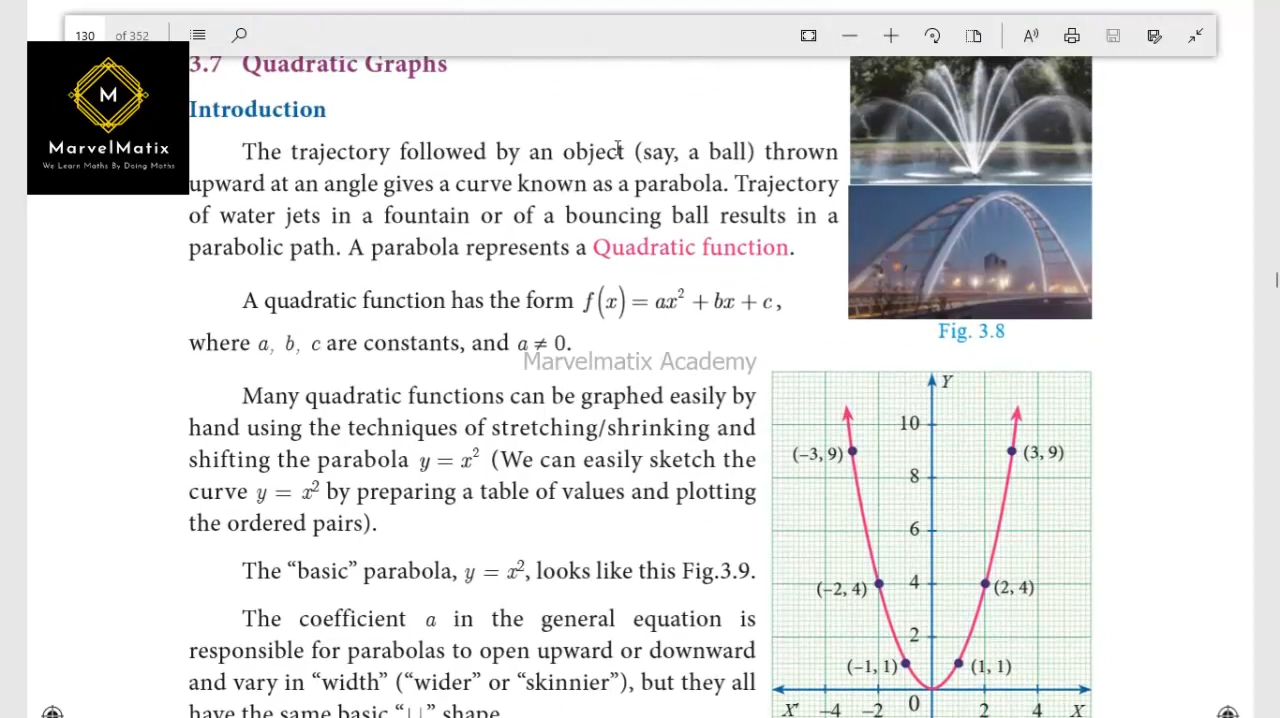 130 of 352
M
MarvelMatix
We Learn Maths By Doing Maths
3.7 Quadratic Graphs
Introduction
The trajectory followed by an object (say, a ball) thrown
upward at an angle gives a curve known as a parabola. Trajectory
of water jets in a fountain or of a bouncing ball results in a
parabolic path. A parabola represents a Quadratic function.
A quadratic function has the form f(x) = ax² + bx + c,
where a, b, c are constants, and a ≠ 0.
Marvelmatix Academy
Many quadratic functions can be graphed easily by
hand using the techniques of stretching/shrinking and
shifting the parabola y = x² (We can easily sketch the
curve y = x² by preparing a table of values and plotting
the ordered pairs).
The “basic” parabola, y = x², looks like this Fig.3.9.
The coefficient a in the general equation is
responsible for parabolas to open upward or downward
and vary in “width” (“wider” or “skinnier”), but they all
have the same basic “⊔” shape.
Fig. 3.8
Y
10
(−3, 9) (3, 9)
8
6
(−2, 4) 4 (2, 4)
2
(−1, 1) (1, 1)
0
X′ −4 −2 2 4 X